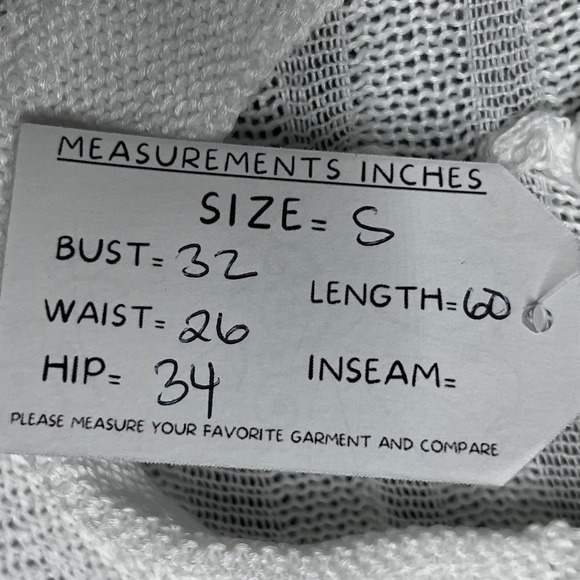 MEASUREMENTS INCHES
SIZE= S
BUST= 32
LENGTH= 60
WAIST= 26
HIP= 34
INSEAM=
PLEASE MEASURE YOUR FAVORITE GARMENT AND COMPARE